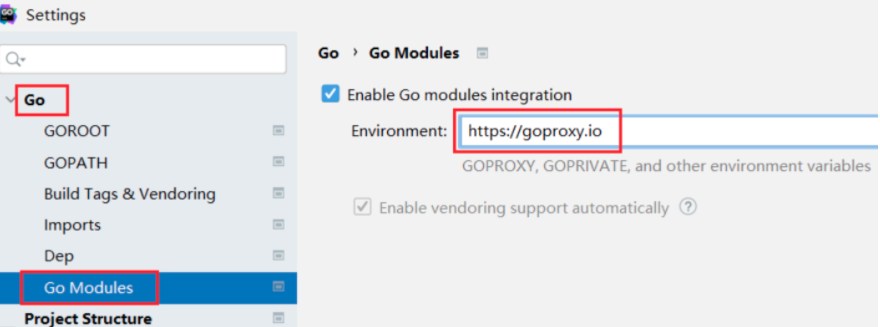 Settings
Go › Go Modules
Enable Go modules integration
Environment: https://goproxy.io
GOPROXY, GOPRIVATE, and other environment variables
Enable vendoring support automatically ?
Go
GOROOT
GOPATH
Build Tags & Vendoring
Imports
Dep
Go Modules
Project Structure